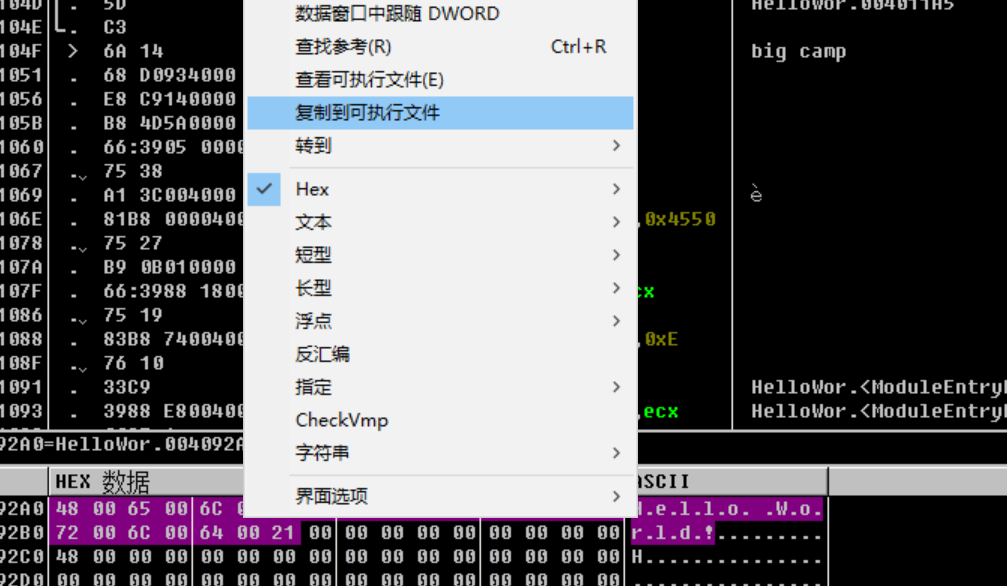 104D . 5D HelloWor.004011A5
104E . C3
104F > 6A 14 big camp
1051 . 68 D0934000
1056 . E8 C9140000
105B . B8 4D5A0000
1060 . 66:3905 0000
1067 . 75 38
1069 . A1 3C004000 è
106E . 81B8 0000400 ,0x4550
1078 . 75 27
107A . B9 0B010000
107F . 66:3988 1800 cx
1086 . 75 19
1088 . 83B8 7400400 ,0xE
108F . 76 10
1091 . 33C9 HelloWor.<ModuleEntryP
1093 . 3988 E800400 ,ecx HelloWor.<ModuleEntryP
数据窗口中跟随 DWORD
查找参考(R) Ctrl+R
查看可执行文件(E)
复制到可执行文件
转到
Hex
文本
短型
长型
浮点
反汇编
指定
CheckVmp
字符串
界面选项
92A0=HelloWor.004092A
HEX 数据 ASCII
92A0 48 00 65 00 6C H.e.l.l.o. .W.o.
92B0 72 00 6C 00 64 00 21 00 00 00 00 00 00 00 00 00 r.l.d.!.........
92C0 48 00 00 00 00 00 00 00 00 00 00 00 00 00 00 00 H...............
92D0 00 00 00 00 00 00 00 00 00 00 00 00 00 00 00 00 ................